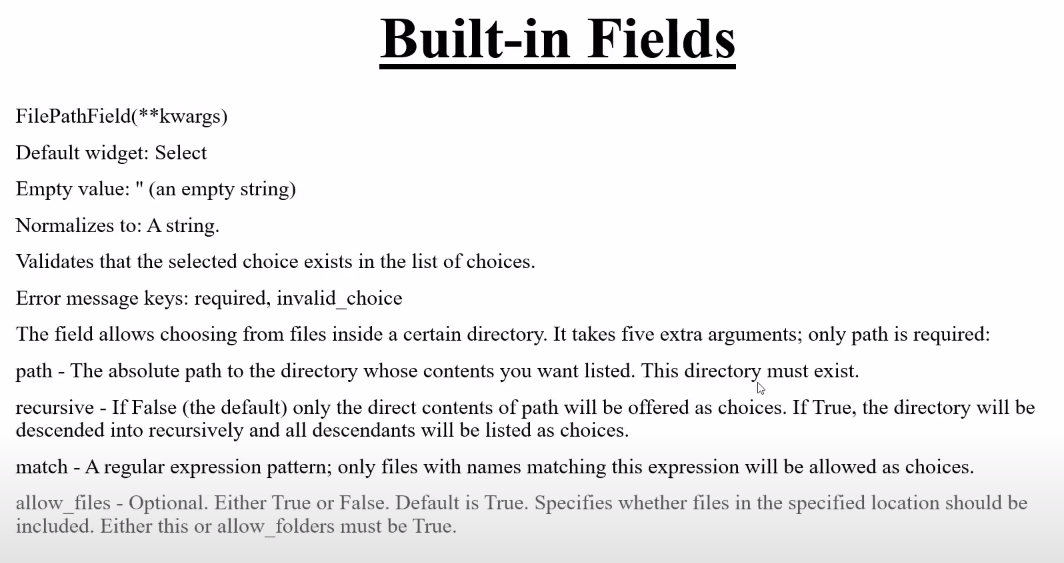 Built-in Fields
FilePathField(**kwargs)
Default widget: Select
Empty value: '' (an empty string)
Normalizes to: A string.
Validates that the selected choice exists in the list of choices.
Error message keys: required, invalid_choice
The field allows choosing from files inside a certain directory. It takes five extra arguments; only path is required:
path - The absolute path to the directory whose contents you want listed. This directory must exist.
recursive - If False (the default) only the direct contents of path will be offered as choices. If True, the directory will be
descended into recursively and all descendants will be listed as choices.
match - A regular expression pattern; only files with names matching this expression will be allowed as choices.
allow_files - Optional. Either True or False. Default is True. Specifies whether files in the specified location should be
included. Either this or allow_folders must be True.